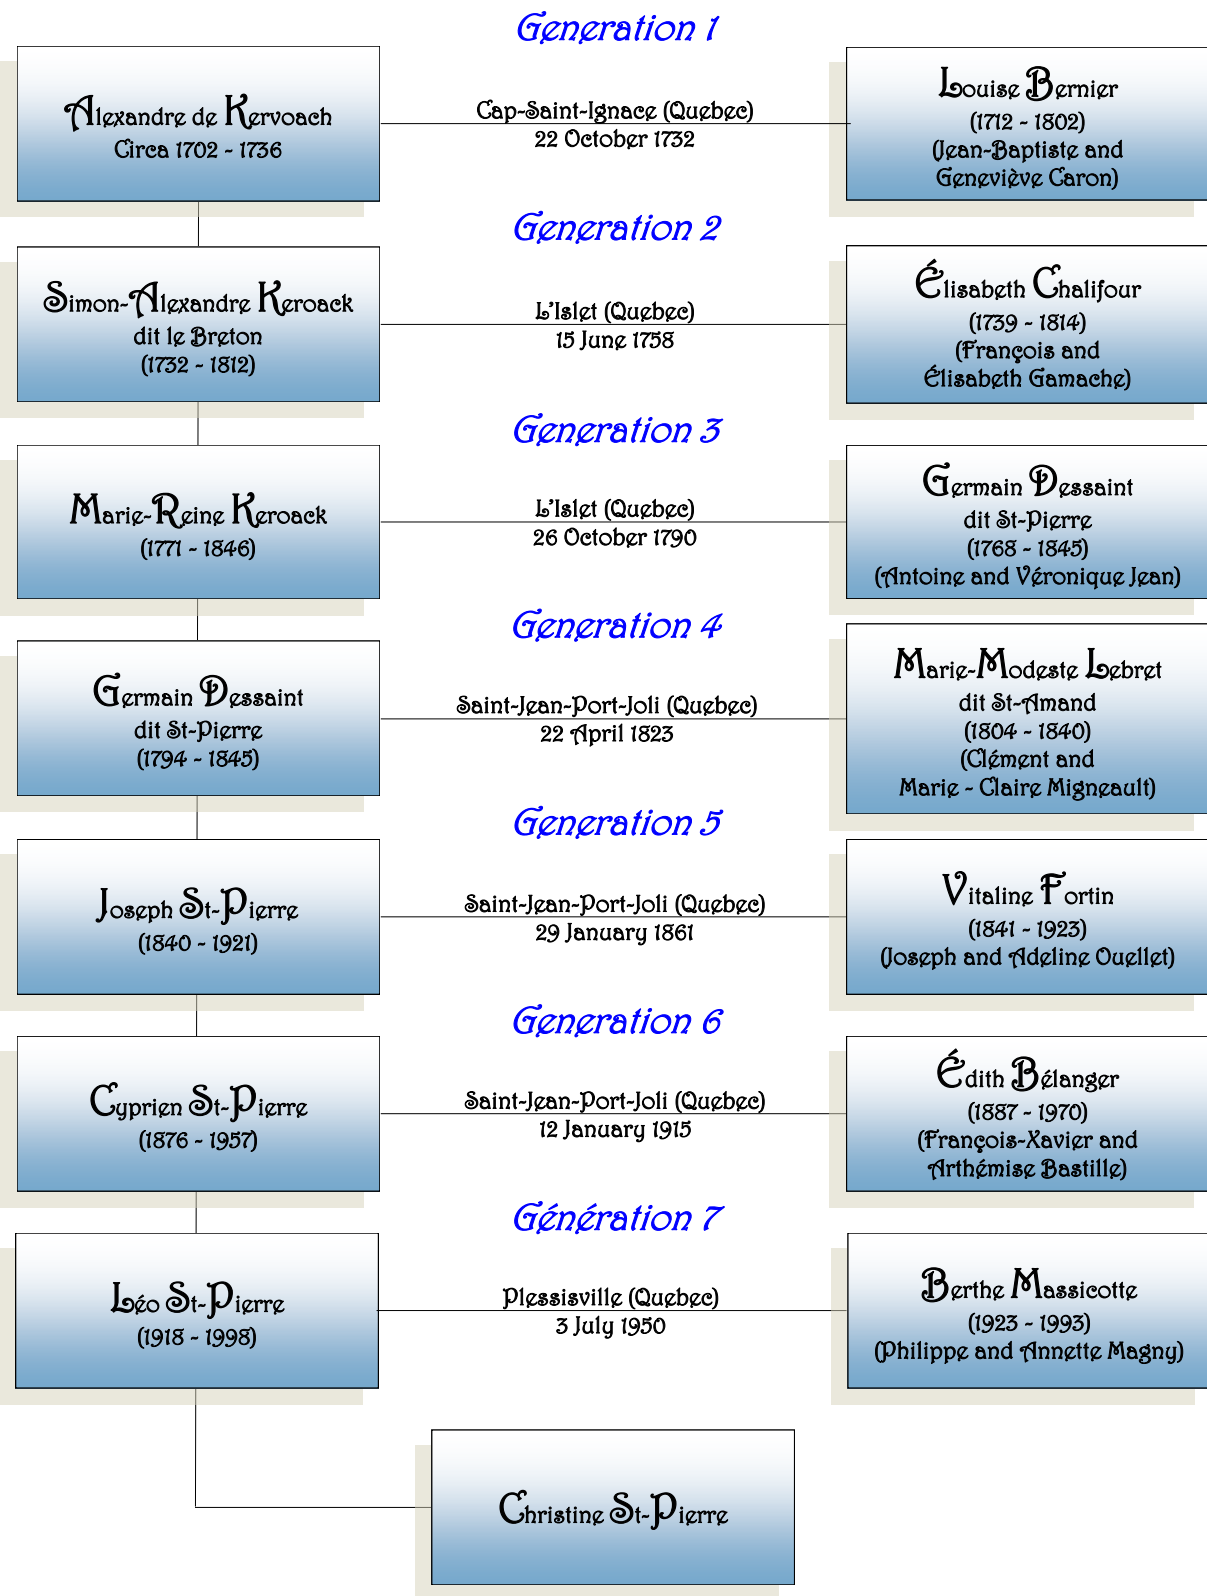 Generation 1
Alexandre de Kervoach
Circa 1702 - 1736
Cap-Saint-Ignace (Quebec)
22 October 1732
Louise Bernier
(1712 - 1802)
(Jean-Baptiste and
Geneviève Caron)
Generation 2
Simon-Alexandre Keroack
dit le Breton
(1732 - 1812)
L'Islet (Quebec)
15 June 1758
Élisabeth Chalifour
(1739 - 1814)
(François and
Élisabeth Gamache)
Generation 3
Marie-Reine Keroack
(1771 - 1846)
L'Islet (Quebec)
26 October 1790
Germain Dessaint
dit St-Pierre
(1768 - 1845)
(Antoine and Véronique Jean)
Generation 4
Germain Dessaint
dit St-Pierre
(1794 - 1845)
Saint-Jean-Port-Joli (Quebec)
22 April 1823
Marie-Modeste Lebret
dit St-Amand
(1804 - 1840)
(Clément and
Marie - Claire Migneault)
Generation 5
Joseph St-Pierre
(1840 - 1921)
Saint-Jean-Port-Joli (Quebec)
29 January 1861
Vitaline Fortin
(1841 - 1923)
(Joseph and Adeline Ouellet)
Generation 6
Cyprien St-Pierre
(1876 - 1957)
Saint-Jean-Port-Joli (Quebec)
12 January 1915
Édith Bélanger
(1887 - 1970)
(François-Xavier and
Arthémise Bastille)
Génération 7
Léo St-Pierre
(1918 - 1998)
Plessisville (Quebec)
3 July 1950
Berthe Massicotte
(1923 - 1993)
(Philippe and Annette Magny)
Christine St-Pierre